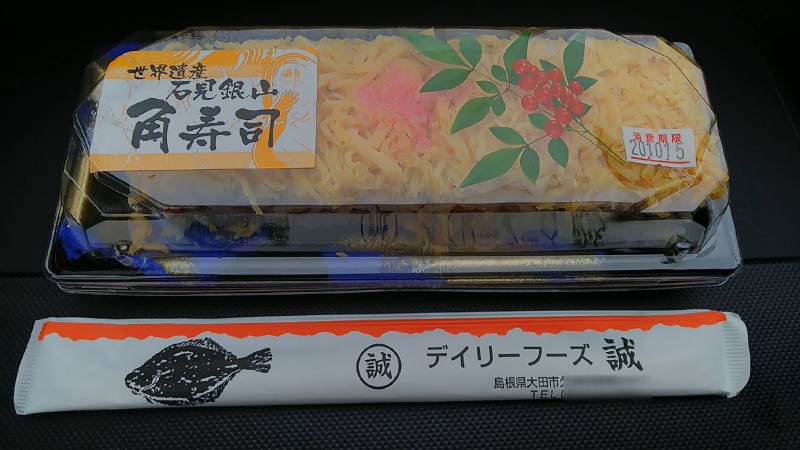 世界遺産
石見銀山
角寿司
消費期限
201015
誠
デイリーフーズ 誠
島根県大田市久
TEL(